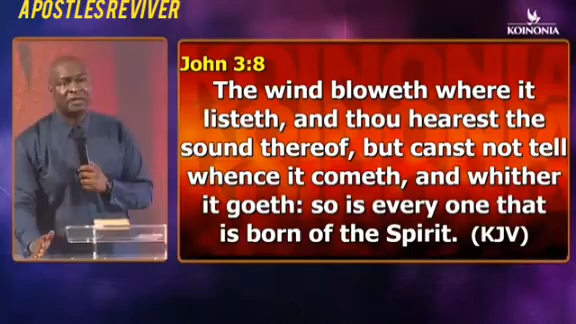 APOSTLES REVIVER
KOINONIA
John 3:8
The wind bloweth where it
listeth, and thou hearest the
sound thereof, but canst not tell
whence it cometh, and whither
it goeth: so is every one that
is born of the Spirit. (KJV)